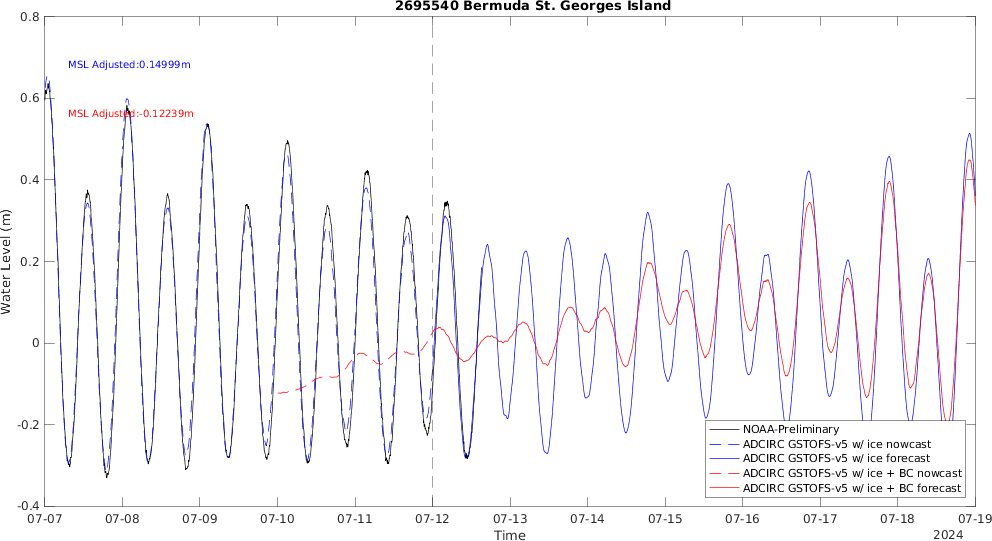 2695540 Bermuda St. Georges Island
0.8
MSL Adjusted:0.14999m
0.6
MSL Adjusted:-0.12239m
0.4
0.2
0
-0.2
-0.4
Water Level (m)
NOAA-Preliminary
ADCIRC GSTOFS-v5 w/ ice nowcast
ADCIRC GSTOFS-v5 w/ ice forecast
ADCIRC GSTOFS-v5 w/ ice + BC nowcast
ADCIRC GSTOFS-v5 w/ ice + BC forecast
07-07 07-08 07-09 07-10 07-11 07-12 07-13 07-14 07-15 07-16 07-17 07-18 07-19
Time
2024